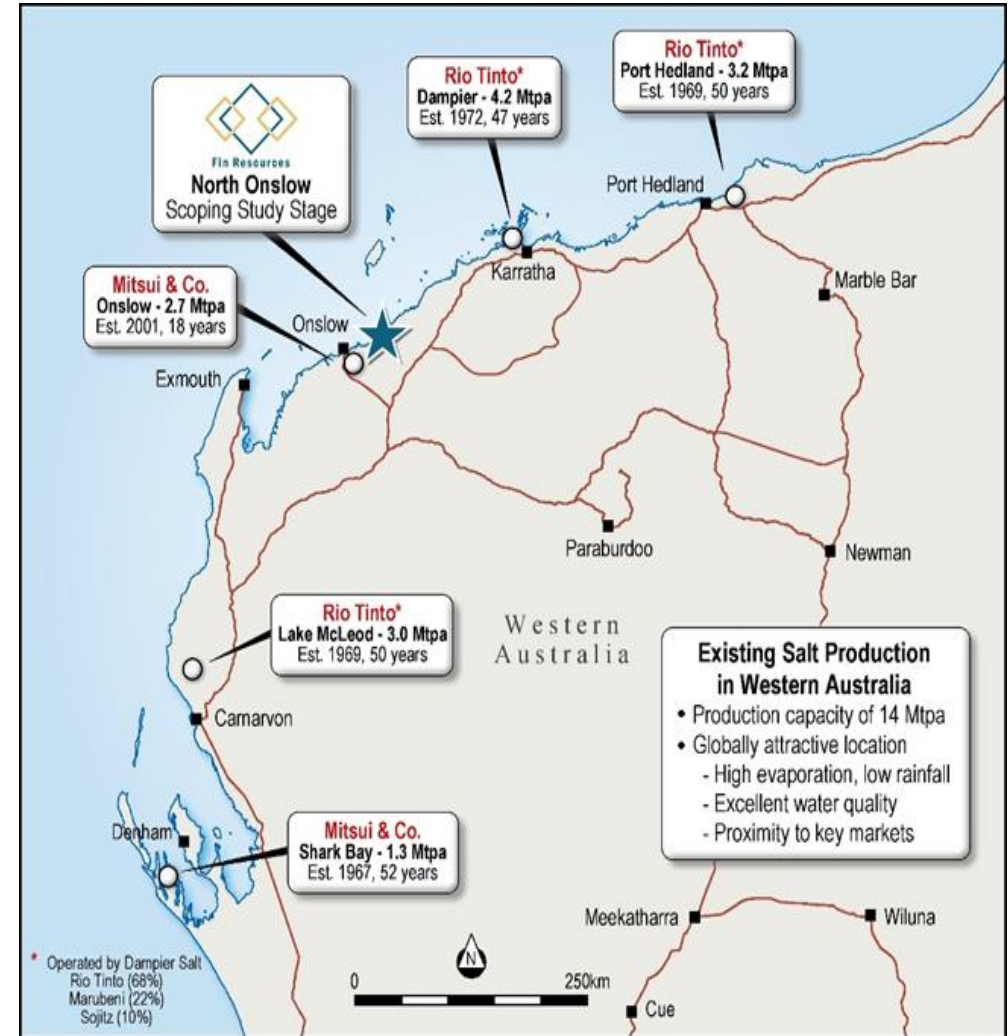 Fin Resources
North Onslow
Scoping Study Stage
Rio Tinto*
Dampier - 4.2 Mtpa
Est. 1972, 47 years
Rio Tinto*
Port Hedland - 3.2 Mtpa
Est. 1969, 50 years
Port Hedland
Karratha
Marble Bar
Mitsui & Co.
Onslow - 2.7 Mtpa
Est. 2001, 18 years
Onslow
Exmouth
Paraburdoo
Newman
Rio Tinto*
Lake McLeod - 3.0 Mtpa
Est. 1969, 50 years
Western
Australia
Carnarvon
Existing Salt Production
in Western Australia
• Production capacity of 14 Mtpa
• Globally attractive location
- High evaporation, low rainfall
- Excellent water quality
- Proximity to key markets
Denham
Mitsui & Co.
Shark Bay - 1.3 Mtpa
Est. 1967, 52 years
Meekatharra
Wiluna
* Operated by Dampier Salt
Rio Tinto (68%)
Marubeni (22%)
Sojitz (10%)
N
0 250km
Cue